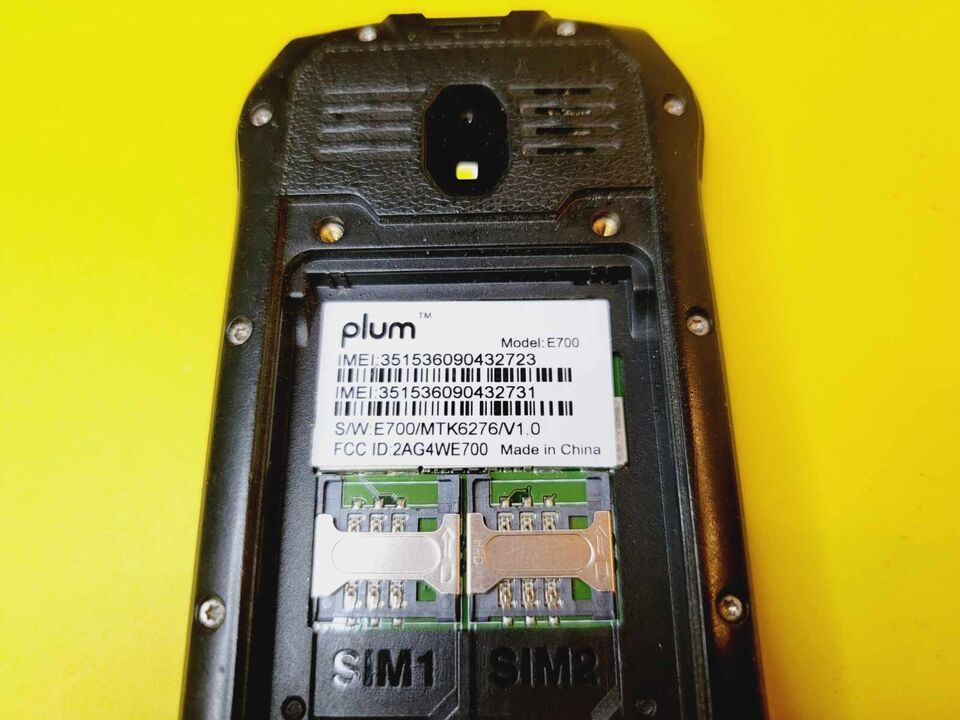 plum™
Model: E700
IMEI:351536090432723
IMEI:351536090432731
S/W:E700/MTK6276/V1.0
FCC ID:2AG4WE700 Made in China
SIM1 SIM2